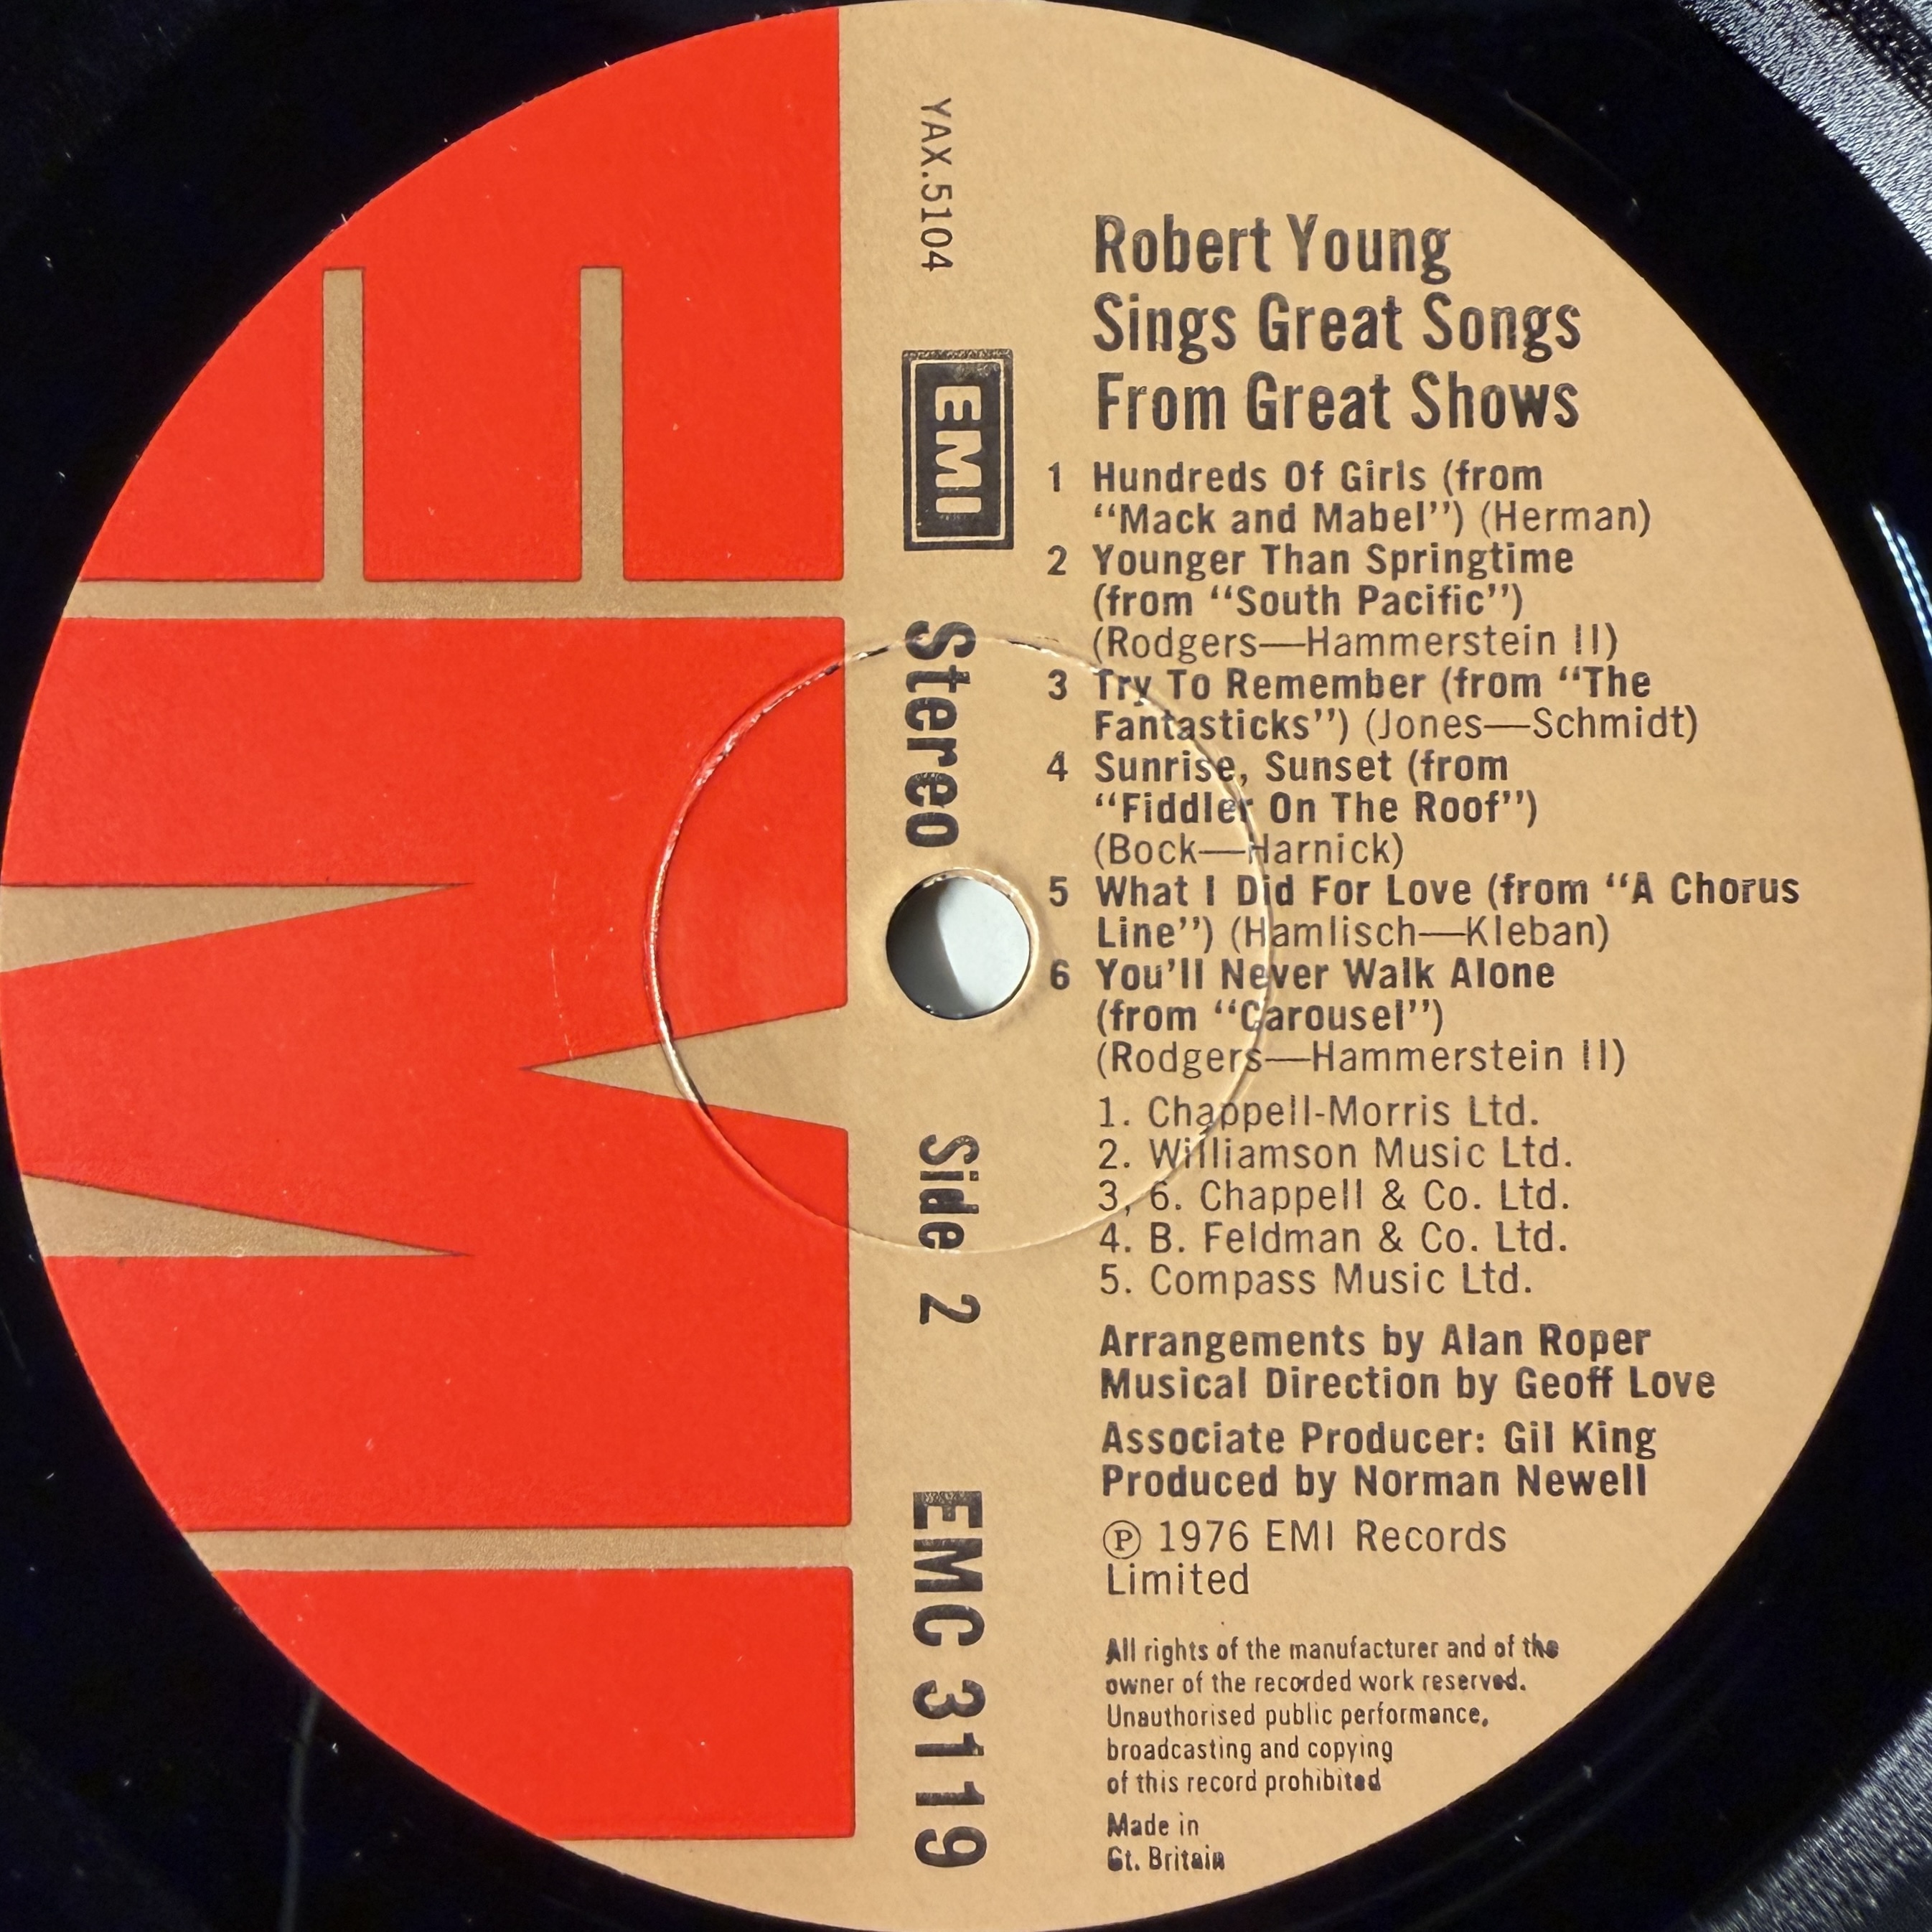 YAX.5104
EMI
Stereo
Side 2
EMC 3119
Robert Young
Sings Great Songs
From Great Shows
1 Hundreds Of Girls (from
“Mack and Mabel”) (Herman)
2 Younger Than Springtime
(from “South Pacific”)
(Rodgers—Hammerstein II)
3 Try To Remember (from “The
Fantasticks”) (Jones—Schmidt)
4 Sunrise, Sunset (from
“Fiddler On The Roof”)
(Bock—Harnick)
5 What I Did For Love (from “A Chorus
Line”) (Hamlisch—Kleban)
6 You’ll Never Walk Alone
(from “Carousel”)
(Rodgers—Hammerstein II)
1. Chappell-Morris Ltd.
2. Williamson Music Ltd.
3, 6. Chappell & Co. Ltd.
4. B. Feldman & Co. Ltd.
5. Compass Music Ltd.
Arrangements by Alan Roper
Musical Direction by Geoff Love
Associate Producer: Gil King
Produced by Norman Newell
℗ 1976 EMI Records
Limited
All rights of the manufacturer and of the
owner of the recorded work reserved.
Unauthorised public performance,
broadcasting and copying
of this record prohibited
Made in
Gt. Britain